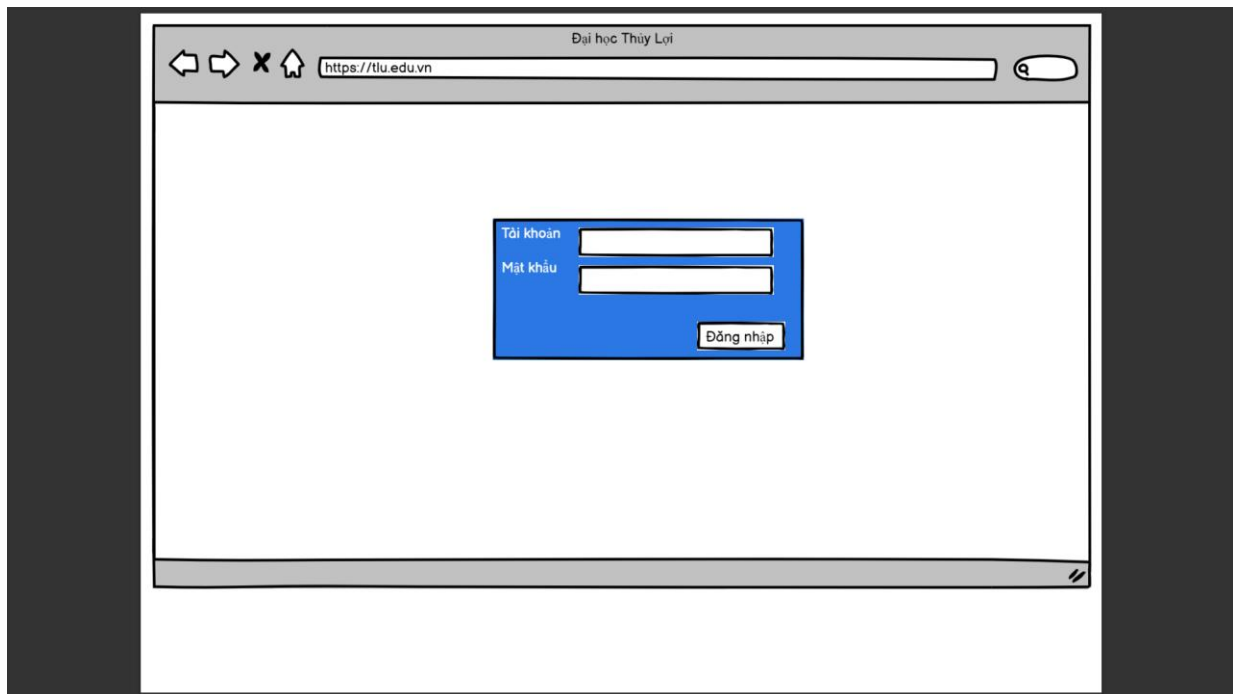 Đại học Thủy Lợi
https://tlu.edu.vn
Tài khoản
Mật khẩu
Đăng nhập